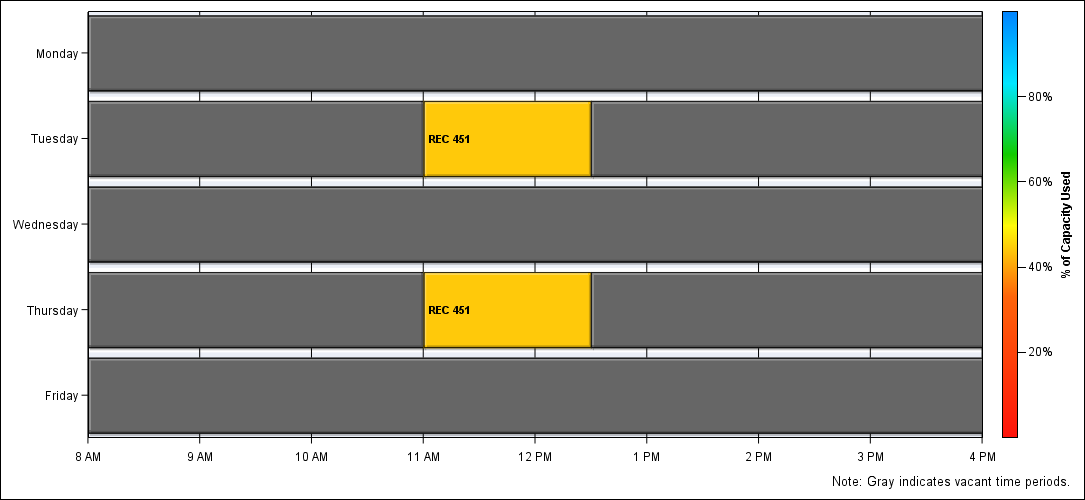 Monday
Tuesday
REC 451
Wednesday
Thursday
REC 451
Friday
8 AM
9 AM
10 AM
11 AM
12 PM
1 PM
2 PM
3 PM
4 PM
80%
60%
40%
20%
% of Capacity Used
Note: Gray indicates vacant time periods.